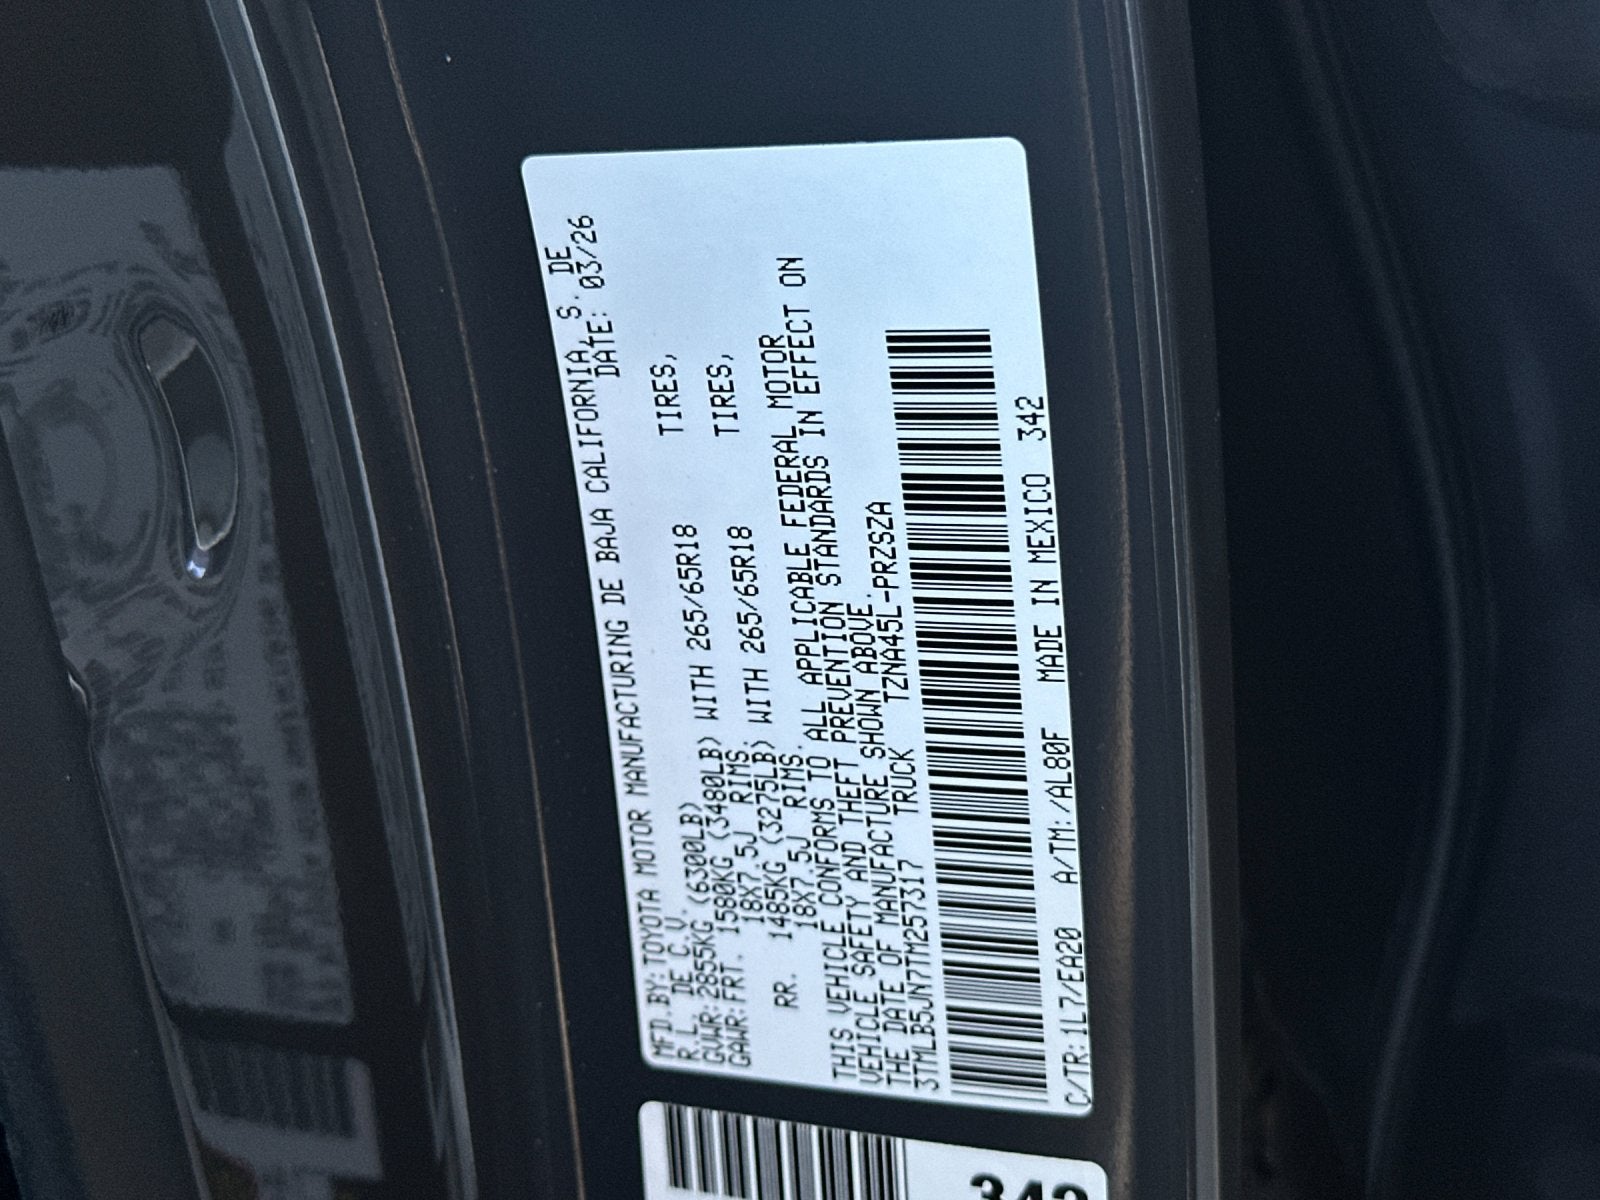 MFD.BY:TOYOTA MOTOR MANUFACTURING DE BAJA CALIFORNIA, S. DE
R.L. DE C.V. DATE: 03/26
GVWR:2855KG (6300LB)
GAWR:FRT. 1580KG (3480LB) WITH 265/65R18 TIRES,
18X7.5J RIMS.
RR. 1485KG (3275LB) WITH 265/65R18 TIRES,
18X7.5J RIMS.
THIS VEHICLE CONFORMS TO ALL APPLICABLE FEDERAL MOTOR
VEHICLE SAFETY AND THEFT PREVENTION STANDARDS IN EFFECT ON
THE DATE OF MANUFACTURE SHOWN ABOVE.
3TMLB5JN7TM257317 TRUCK TZNA45L-PRZSZA
C/TR:1L7/EA20 A/TM:/AL80F MADE IN MEXICO 342
342